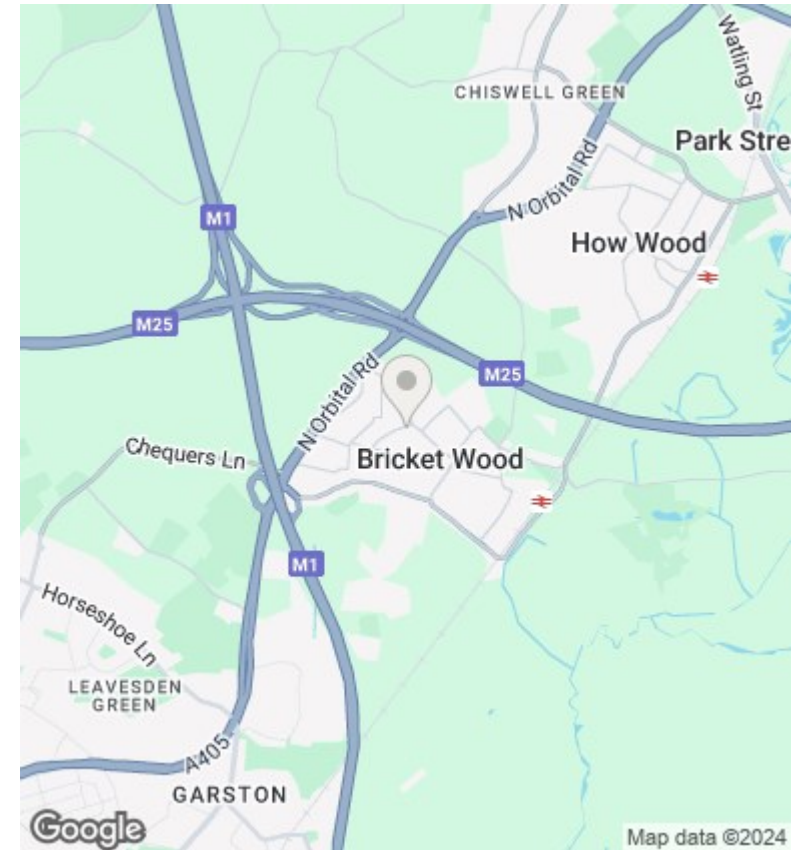 Watling St
CHISWELL GREEN
Park Stre
N Orbital Rd
M1
How Wood
M25
M25
N Orbital Rd
Chequers Ln
Bricket Wood
M1
Horseshoe Ln
LEAVESDEN
GREEN
A405
GARSTON
Google
Map data ©2024